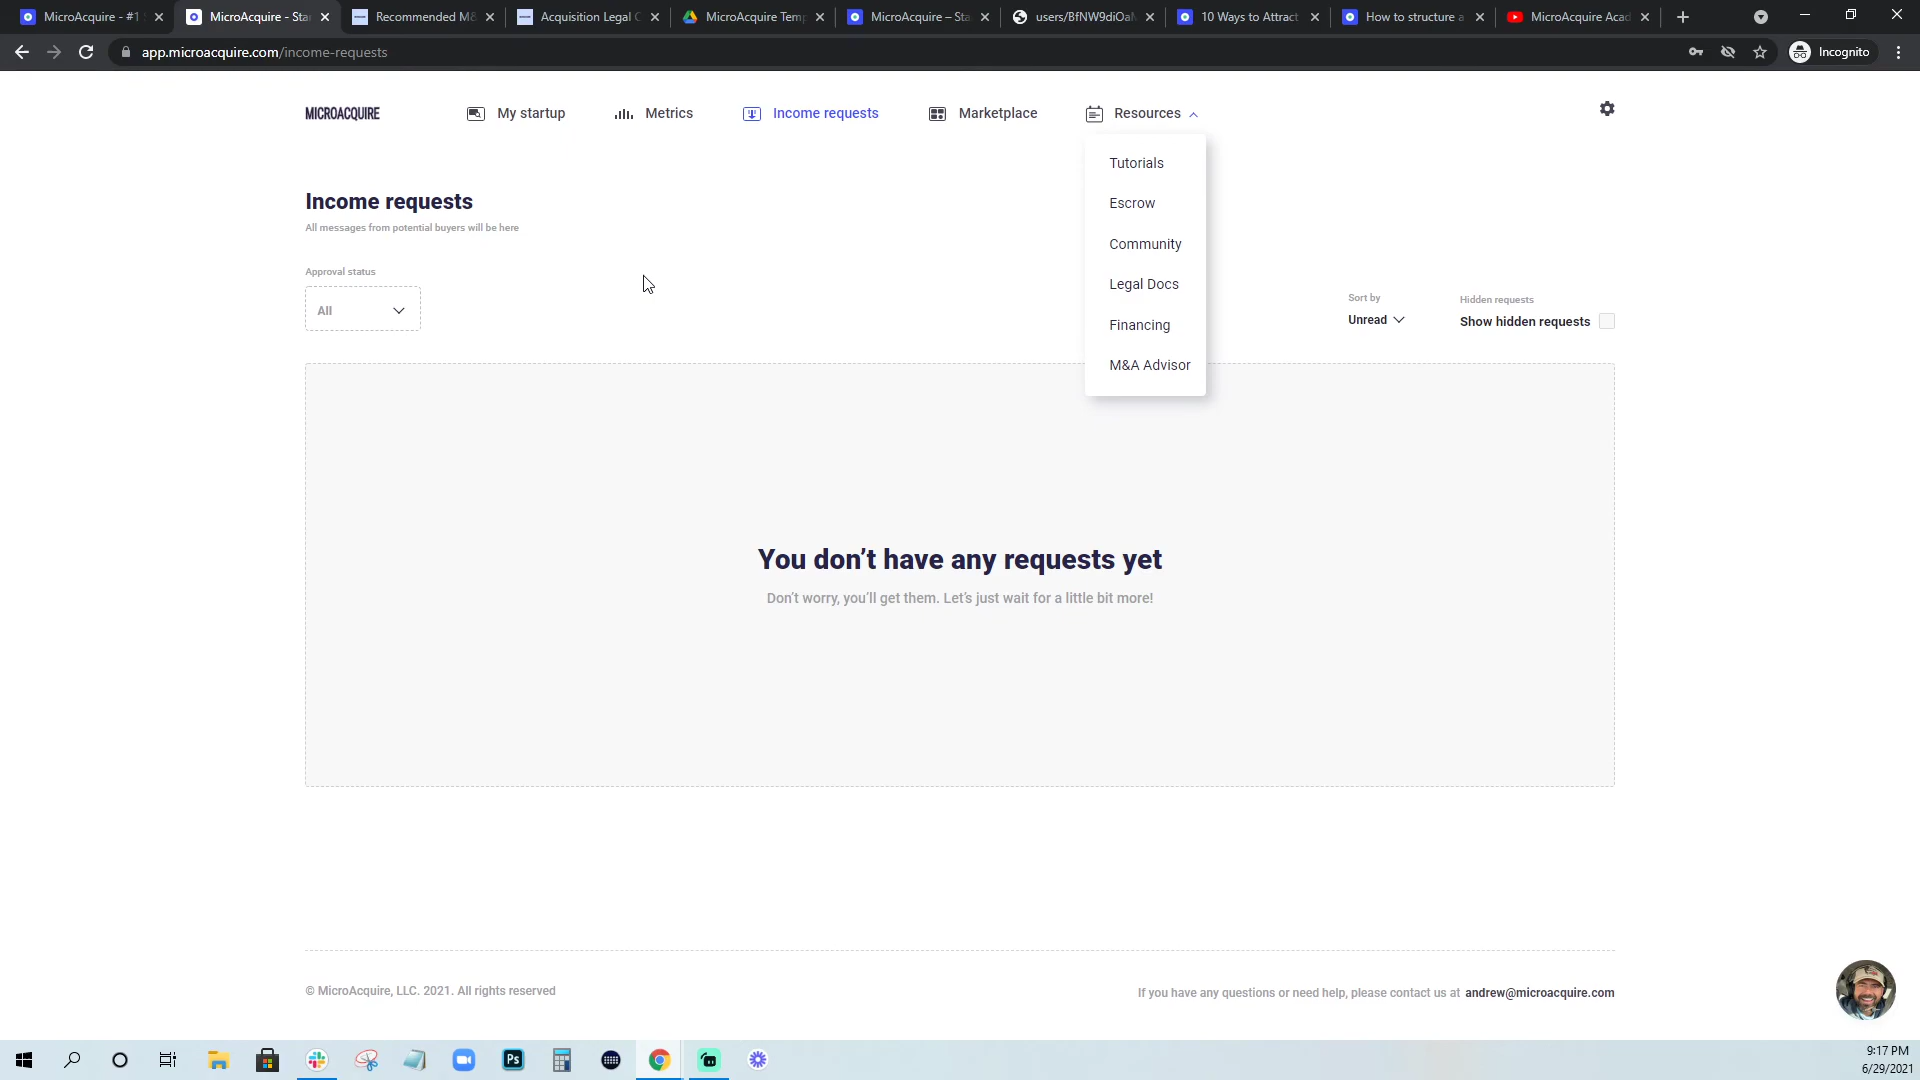 MicroAcquire - #1
MicroAcquire - Sta
Recommended M&
Acquisition Legal
MicroAcquire Temp
MicroAcquire – Sta
users/BfNW9diOa
10 Ways to Attract
How to structure a
MicroAcquire Acad
app.microacquire.com/income-requests
Incognito
MICROACQUIRE
My startup
Metrics
Income requests
Marketplace
Resources
Tutorials
Escrow
Community
Legal Docs
Financing
M&A Advisor
Income requests
All messages from potential buyers will be here
Approval status
All
Sort by
Unread
Hidden requests
Show hidden requests
You don’t have any requests yet
Don’t worry, you’ll get them. Let’s just wait for a little bit more!
© MicroAcquire, LLC. 2021. All rights reserved
If you have any questions or need help, please contact us at andrew@microacquire.com
Ps
9:17 PM
6/29/2021